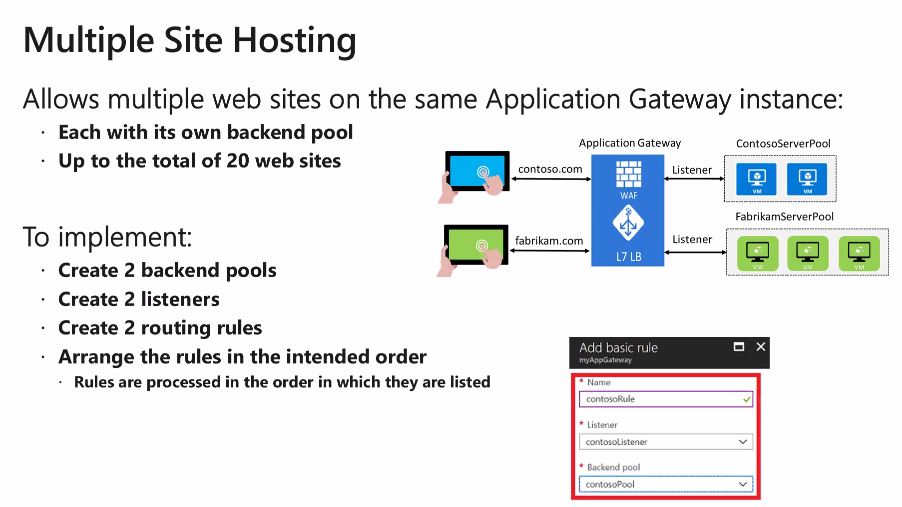 Multiple Site Hosting
Allows multiple web sites on the same Application Gateway instance:
· Each with its own backend pool
· Up to the total of 20 web sites
To implement:
· Create 2 backend pools
· Create 2 listeners
· Create 2 routing rules
· Arrange the rules in the intended order
· Rules are processed in the order in which they are listed
Application Gateway
ContosoServerPool
contoso.com
Listener
WAF
VM
VM
FabrikamServerPool
fabrikam.com
Listener
L7 LB
VM
VM
VM
Add basic rule
myAppGateway
* Name
contosoRule
* Listener
contosoListener
* Backend pool
contosoPool